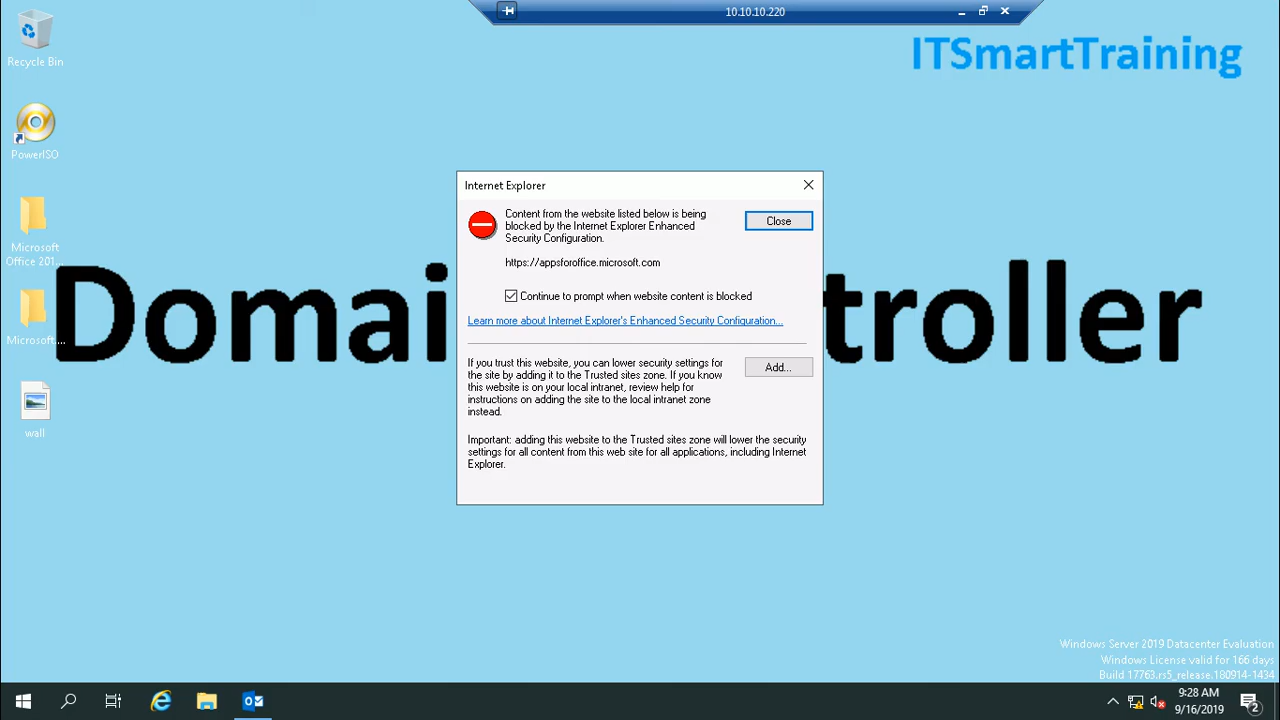 10.10.10.220
ITSmartTraining
Recycle Bin
PowerISO
Microsoft
Office 201...
Microsoft....
wall
Domai
troller
Internet Explorer
Content from the website listed below is being
blocked by the Internet Explorer Enhanced
Security Configuration.
Close
https://appsforoffice.microsoft.com
Continue to prompt when website content is blocked
Learn more about Internet Explorer's Enhanced Security Configuration...
If you trust this website, you can lower security settings for
the site by adding it to the Trusted sites zone. If you know
this website is on your local intranet, review help for
instructions on adding the site to the local intranet zone
instead.
Add...
Important: adding this website to the Trusted sites zone will lower the security
settings for all content from this web site for all applications, including Internet
Explorer.
Windows Server 2019 Datacenter Evaluation
Windows License valid for 166 days
Build 17763.rs5_release.180914-1434
9:28 AM
9/16/2019
2